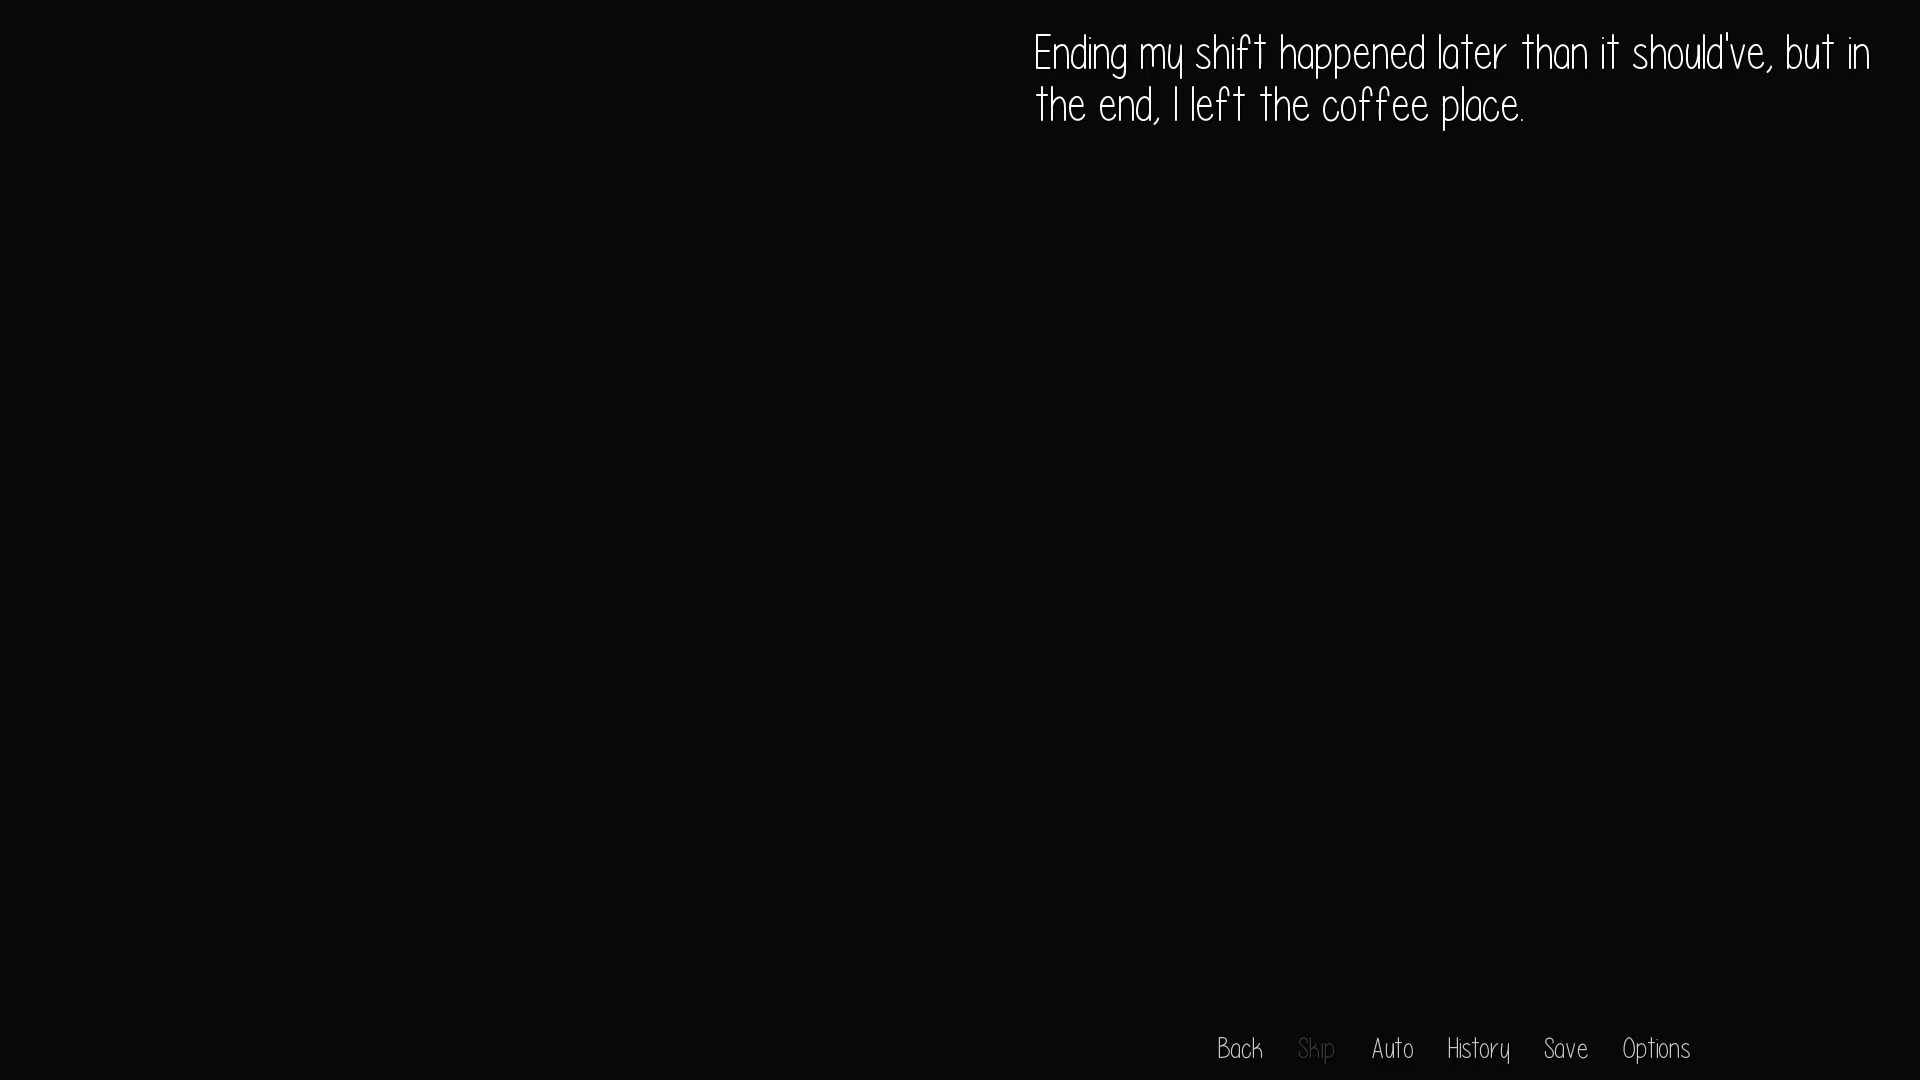 Ending my shift happened later than it should've, but in
the end, I left the coffee place.
Back Skip Auto History Save Options